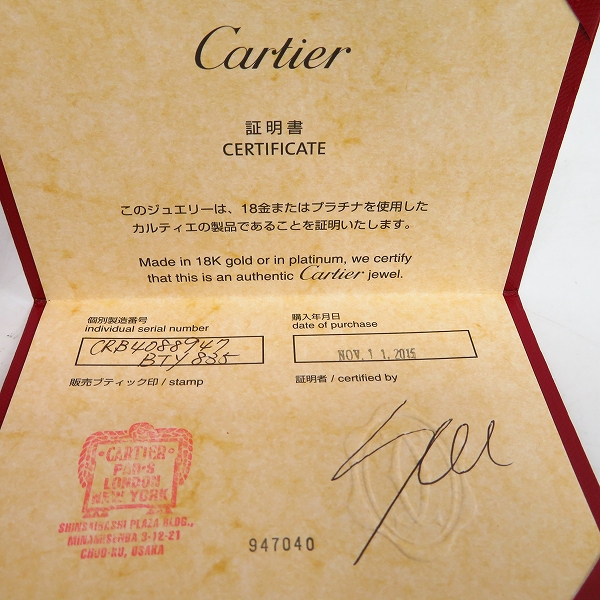 Cartier
証明書
CERTIFICATE
このジュエリーは、18金またはプラチナを使用した
カルティエの製品であることを証明いたします。
Made in 18K gold or in platinum, we certify
that this is an authentic Cartier jewel.
個別製造番号
individual serial number
CRB4088947
BTY835
購入年月日
date of purchase
NOV. 11. 2015
販売ブティック印 / stamp
証明者 / certified by
CARTIER
PARIS
LONDON
NEW YORK
SHINSAIBASHI PLAZA BLDG.,
MINAMISENBA 3-12-21
CHUO-KU, OSAKA
947040